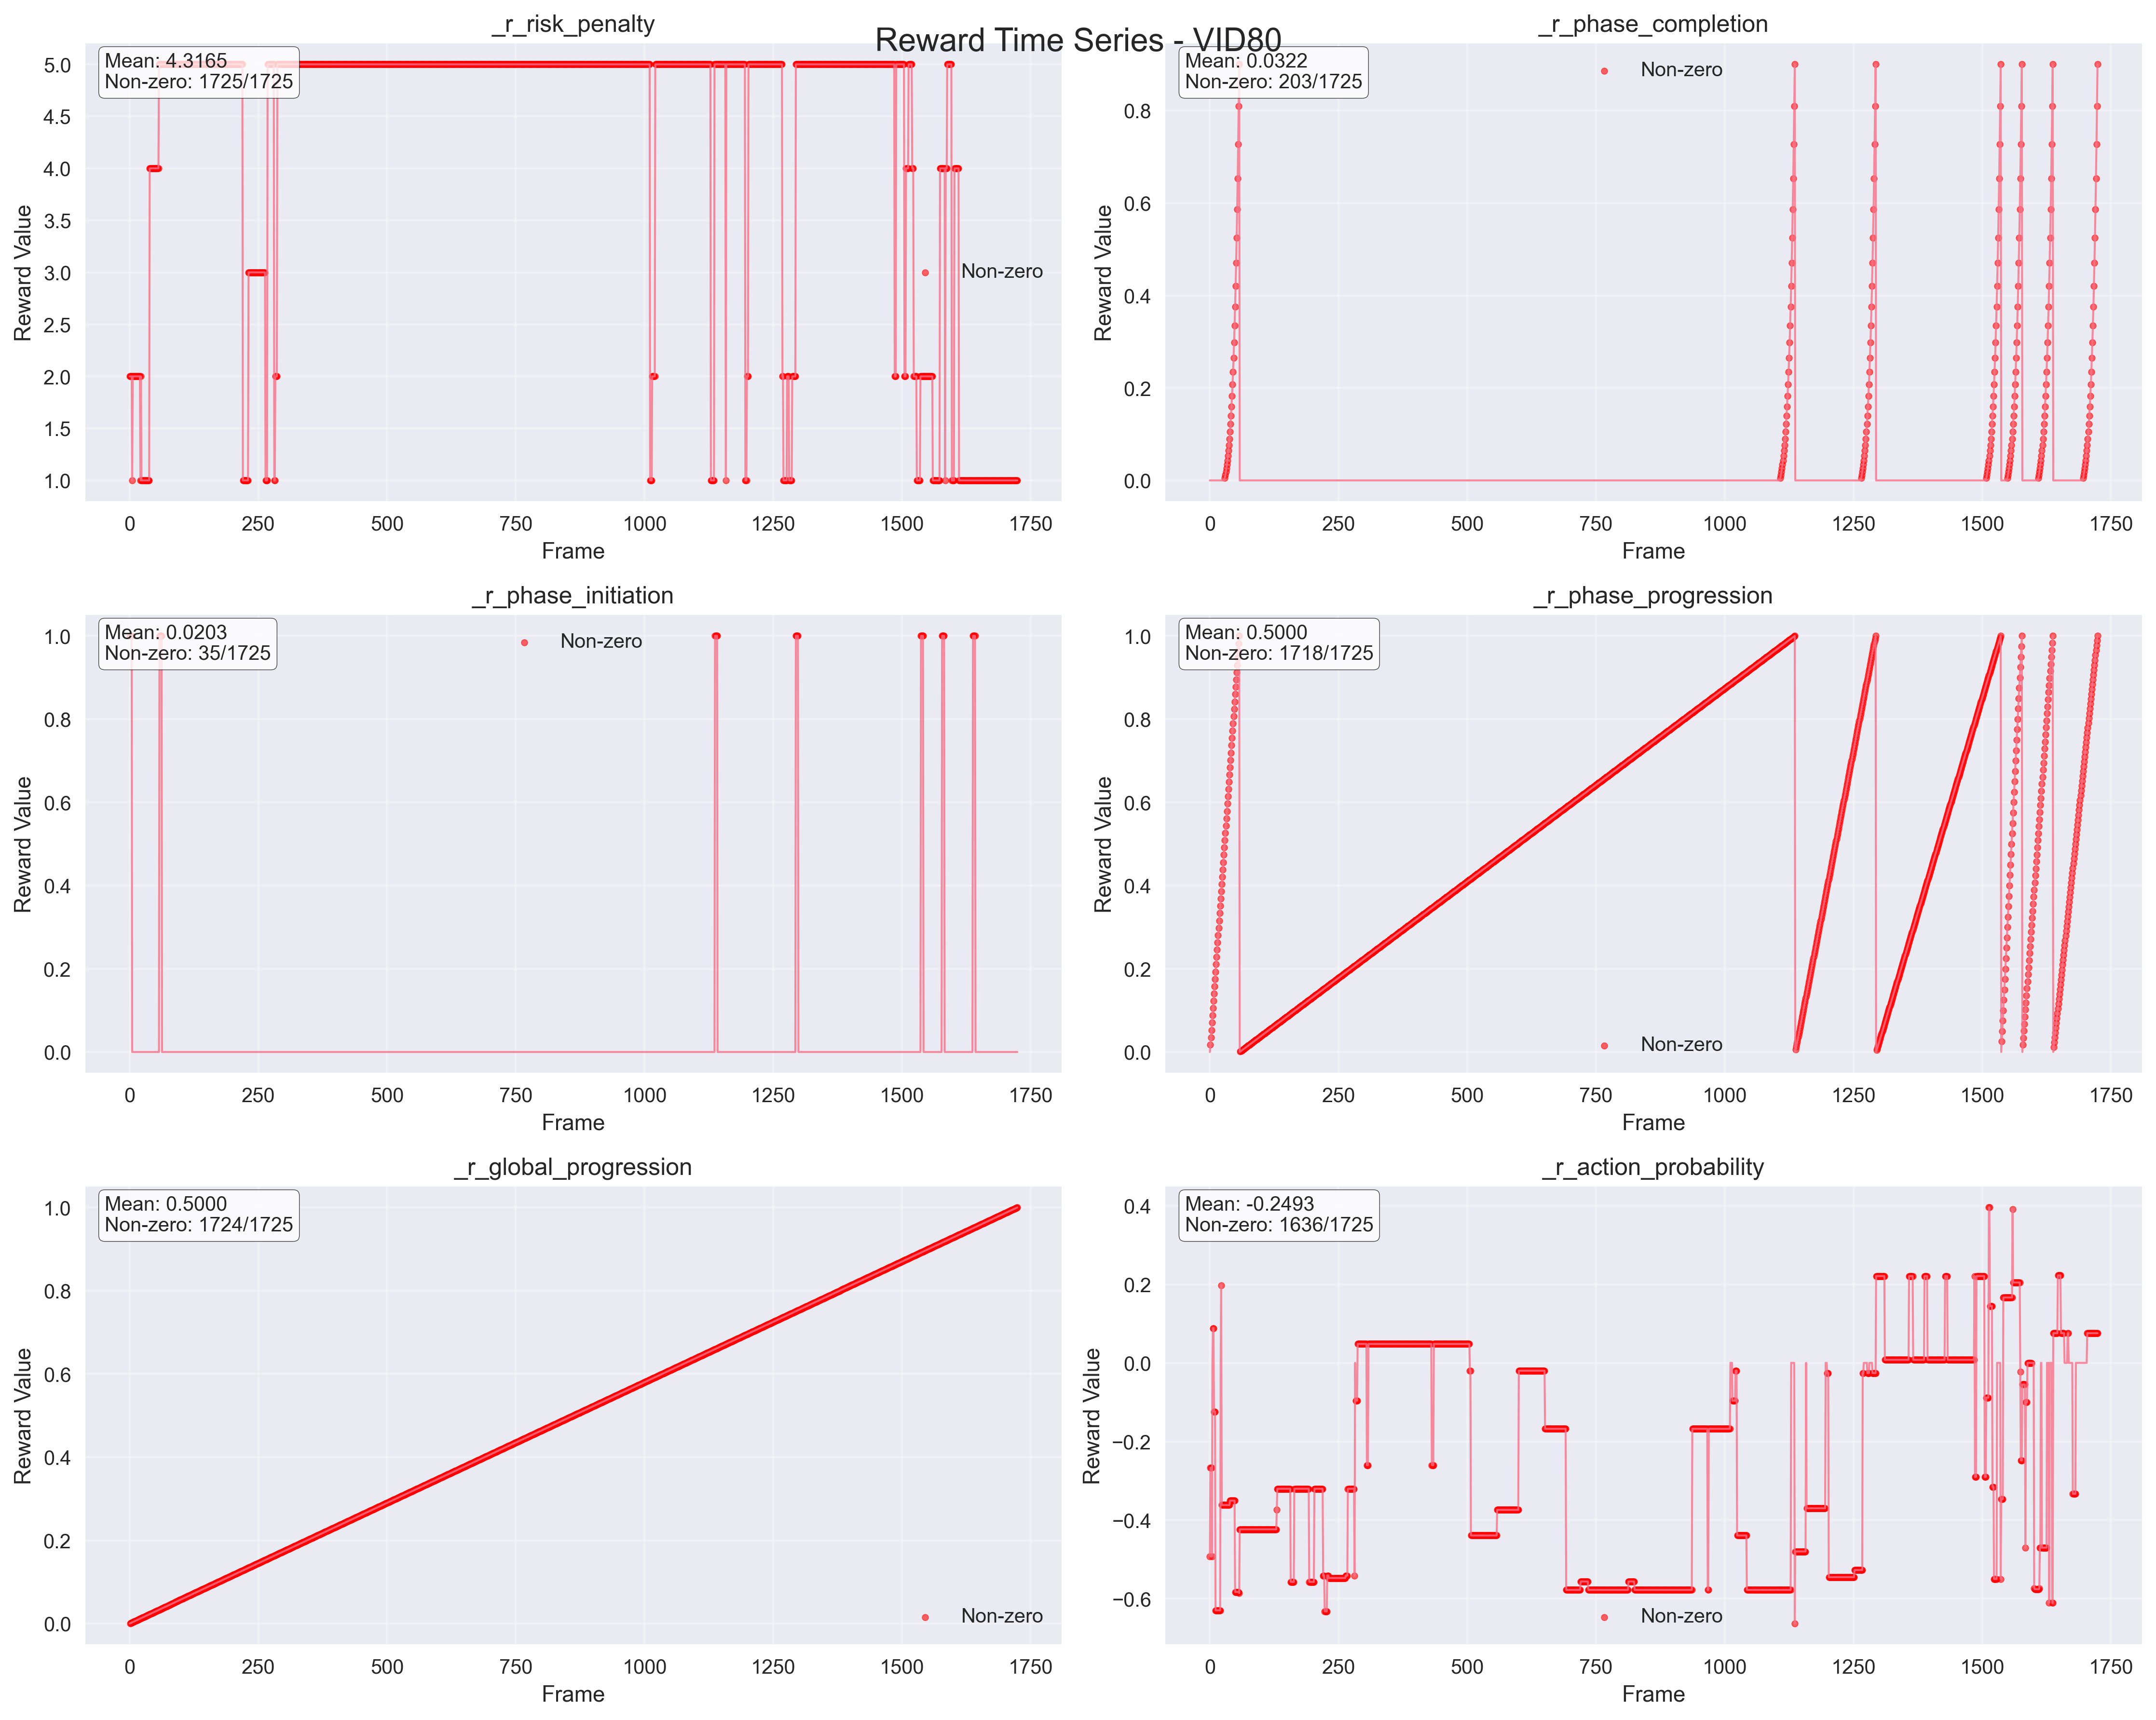 Reward Time Series - VID80
_r_risk_penalty
Mean: 4.3165
Non-zero: 1725/1725
Non-zero
Reward Value
5.0
4.5
4.0
3.5
3.0
2.5
2.0
1.5
1.0
0 250 500 750 1000 1250 1500 1750
Frame
_r_phase_completion
Mean: 0.0322
Non-zero: 203/1725
Non-zero
Reward Value
0.8
0.6
0.4
0.2
0.0
0 250 500 750 1000 1250 1500 1750
Frame
_r_phase_initiation
Mean: 0.0203
Non-zero: 35/1725
Non-zero
Reward Value
1.0
0.8
0.6
0.4
0.2
0.0
0 250 500 750 1000 1250 1500 1750
Frame
_r_phase_progression
Mean: 0.5000
Non-zero: 1718/1725
Non-zero
Reward Value
1.0
0.8
0.6
0.4
0.2
0.0
0 250 500 750 1000 1250 1500 1750
Frame
_r_global_progression
Mean: 0.5000
Non-zero: 1724/1725
Non-zero
Reward Value
1.0
0.8
0.6
0.4
0.2
0.0
0 250 500 750 1000 1250 1500 1750
Frame
_r_action_probability
Mean: -0.2493
Non-zero: 1636/1725
Non-zero
Reward Value
0.4
0.2
0.0
−0.2
−0.4
−0.6
0 250 500 750 1000 1250 1500 1750
Frame